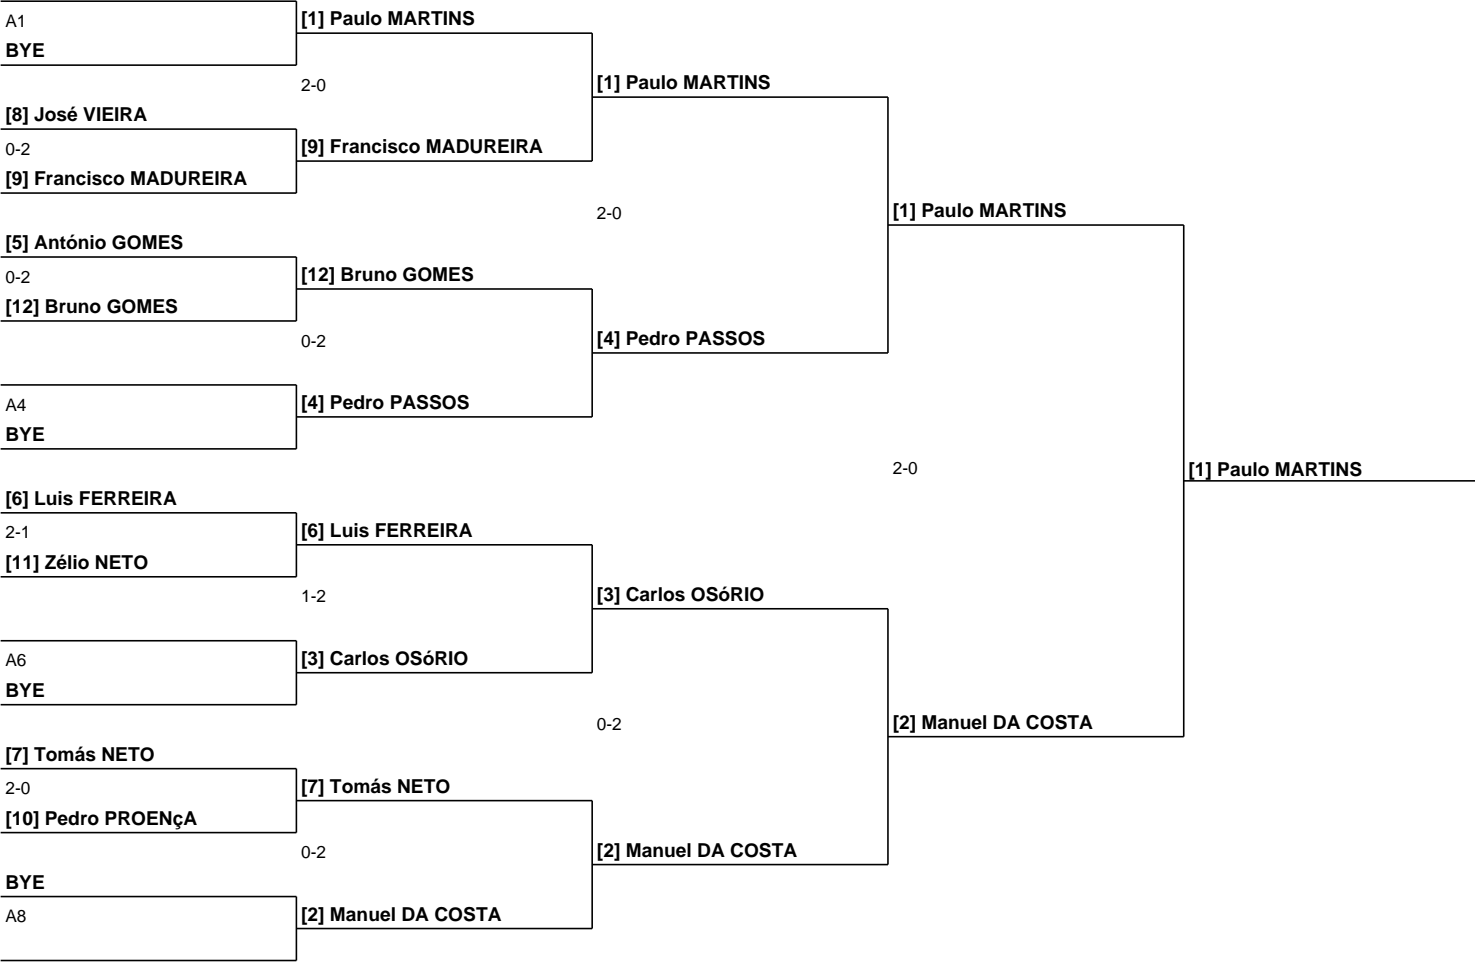 A1
BYE
[1] Paulo MARTINS
2-0
[8] José VIEIRA
0-2
[9] Francisco MADUREIRA
[9] Francisco MADUREIRA
[1] Paulo MARTINS
2-0
[5] António GOMES
0-2
[12] Bruno GOMES
[12] Bruno GOMES
0-2
A4
BYE
[4] Pedro PASSOS
[4] Pedro PASSOS
[1] Paulo MARTINS
2-0
[1] Paulo MARTINS
[6] Luis FERREIRA
2-1
[11] Zélio NETO
[6] Luis FERREIRA
1-2
A6
BYE
[3] Carlos OSóRIO
[3] Carlos OSóRIO
0-2
[7] Tomás NETO
2-0
[10] Pedro PROENçA
[7] Tomás NETO
0-2
BYE
A8
[2] Manuel DA COSTA
[2] Manuel DA COSTA
[2] Manuel DA COSTA